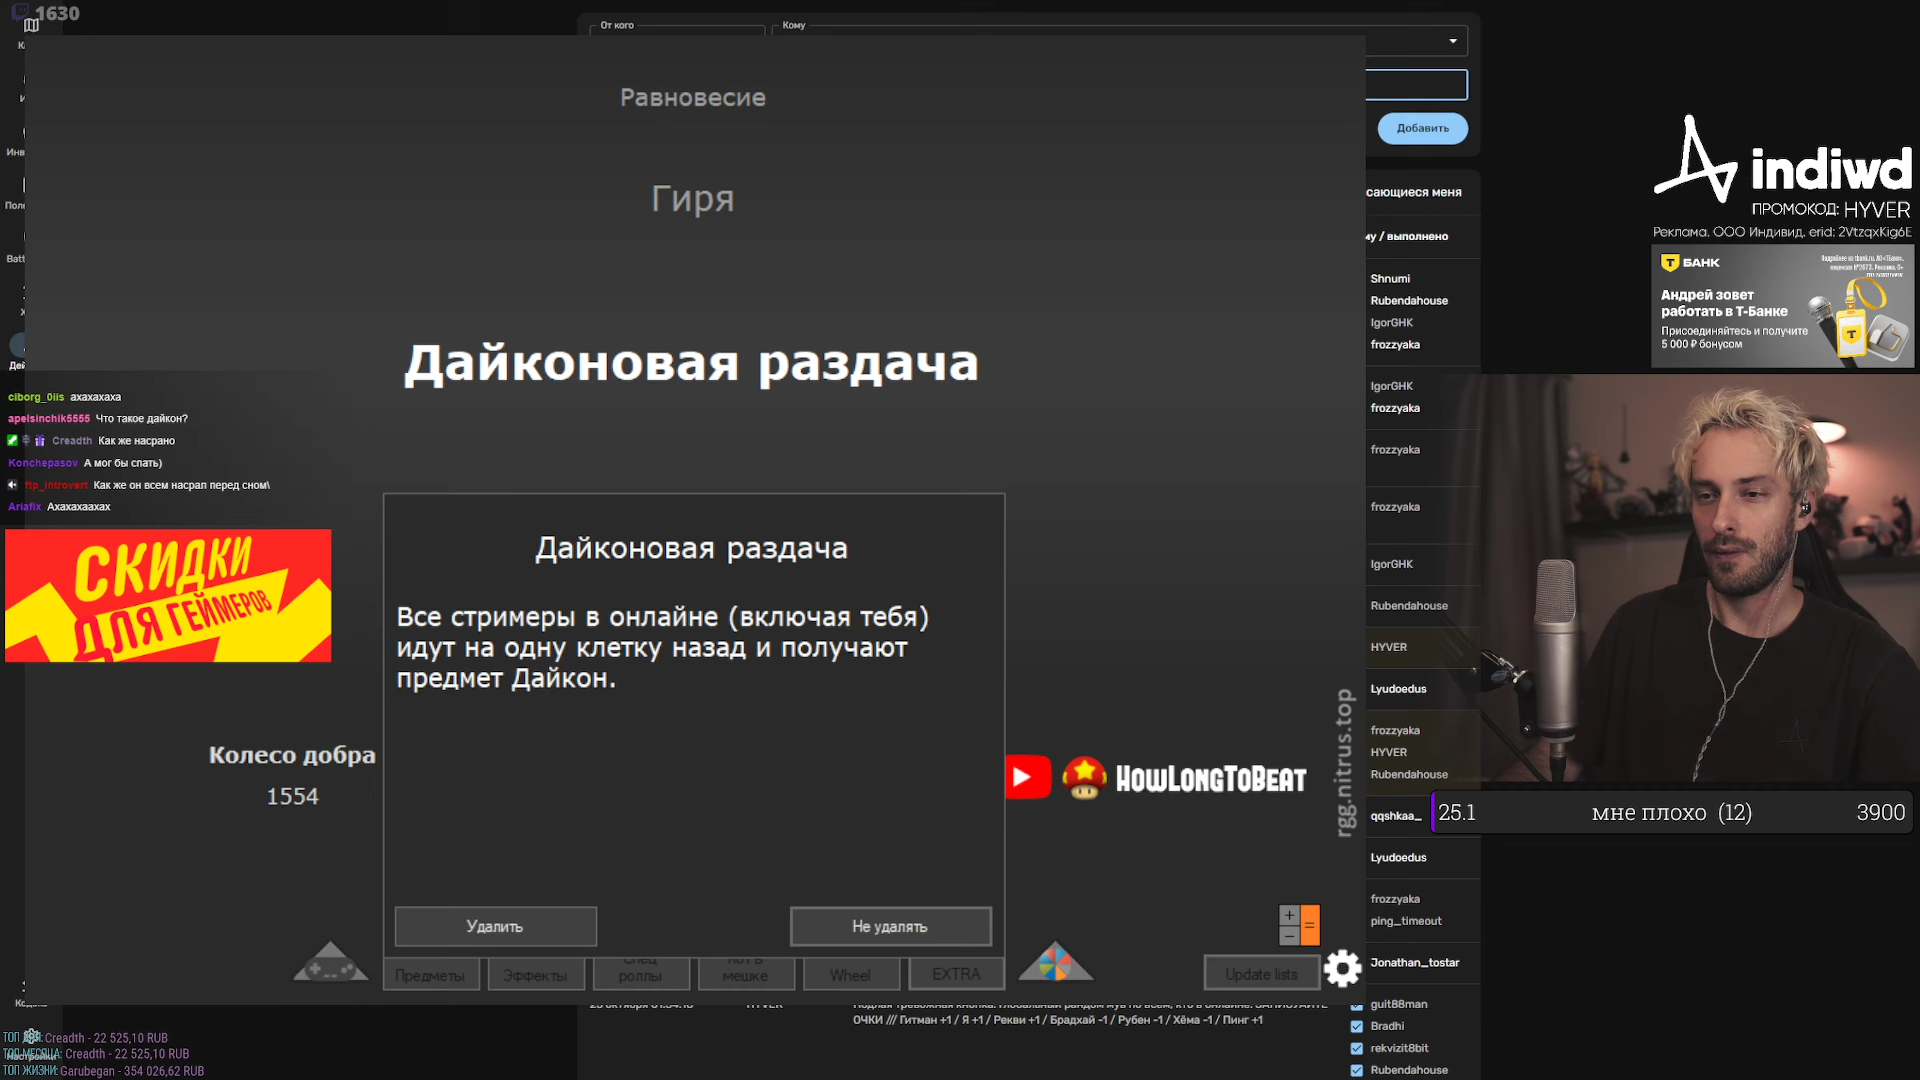 1630
От кого
Кому
Равновесие
Гиря
Добавить
indiwd
ПРОМОКОД: HYVER
Реклама. ООО Индивид. erid: 2VtzqxKig6E
Т БАНК
Андрей зовет
работать в Т-Банке
Присоединяйтесь и получите
5 000 ₽ бонусом
сающиеся меня
му / выполнено
Shnumi
Rubendahouse
IgorGHK
frozzyaka
IgorGHK
frozzyaka
frozzyaka
frozzyaka
IgorGHK
Rubendahouse
HYVER
Lyudoedus
frozzyaka
HYVER
Rubendahouse
qqshkaa_
Lyudoedus
frozzyaka
ping_timeout
Jonathan_tostar
guit88man
Bradhi
rekvizit8bit
Rubendahouse
Дайконовая раздача
ciborg_0lis ахахахаха
apelsinchik5555 Что такое дайкон?
Creadth Как же насрано
Konchepasov А мог бы спать)
ftp_introvert Как же он всем насрал перед сном\
Ariafix Ахахахаахах
СКИДКИ
ДЛЯ ГЕЙМЕРОВ
Дайконовая раздача
Все стримеры в онлайне (включая тебя)
идут на одну клетку назад и получают
предмет Дайкон.
Колесо добра
1554
HOWLONGTOBEAT
rgg.nitrus.top
25.1 мне плохо (12) 3900
Удалить
Не удалять
Предметы
Эффекты
Спец
роллы
Кот в
мешке
Wheel
EXTRA
Update lists
HYVER
ОЧКИ /// Гитман +1 / Я +1 / Рекви +1 / Брадхай -1 / Рубен -1 / Хёма -1 / Пинг +1
Настройки
ТОП ДНЯ: Creadth - 22 525,10 RUB
ТОП МЕСЯЦА: Creadth - 22 525,10 RUB
ТОП ЖИЗНИ: Garubegan - 354 026,62 RUB